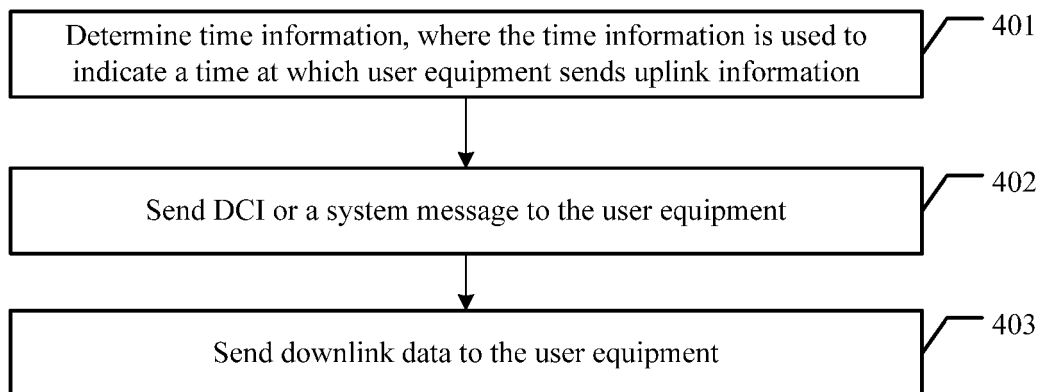 Determine time information, where the time information is used to
indicate a time at which user equipment sends uplink information
401
Send DCI or a system message to the user equipment
402
Send downlink data to the user equipment
403